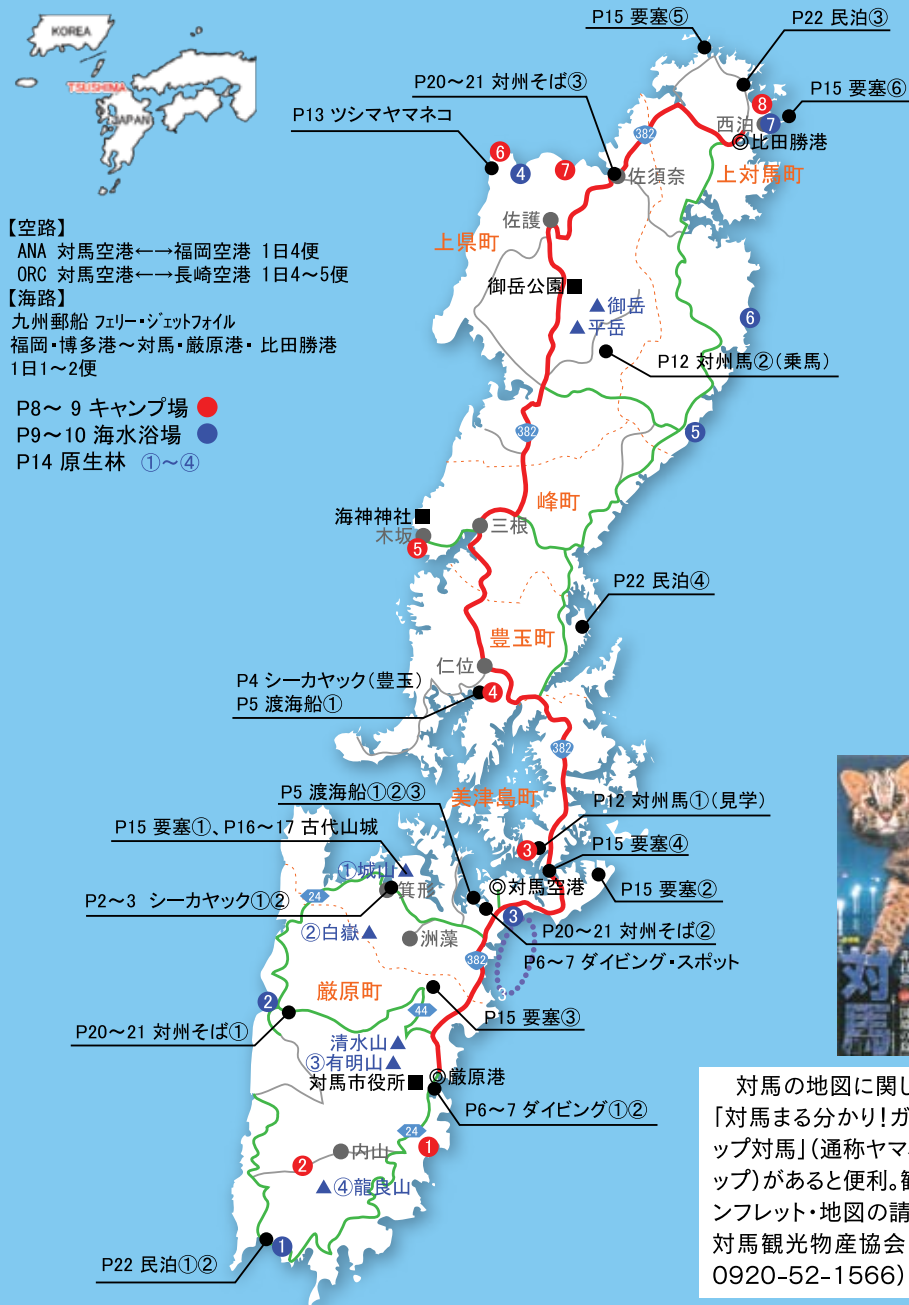 KOREA
TSUSHIMA
JAPAN
【空路】
ANA 対馬空港←→福岡空港 1日4便
ORC 対馬空港←→長崎空港 1日4～5便
【海路】
九州郵船 フェリー・ジェットフォイル
福岡・博多港～対馬・厳原港・比田勝港
1日1～2便
P8～9 キャンプ場
P9～10 海水浴場
P14 原生林 ①～④
P15 要塞⑤
P22 民泊③
P20～21 対州そば③
P15 要塞⑥
P13 ツシマヤマネコ
8
382
西泊
7
比田勝港
6
4
7
佐須奈
上対馬町
佐護
上県町
御岳公園
御岳
平岳
6
P12 対州馬②(乗馬)
382
5
峰町
海神神社
木坂
三根
5
P22 民泊④
豊玉町
仁位
P4 シーカヤック(豊玉)
P5 渡海船①
4
382
P5 渡海船①②③
美津島町
P12 対州馬①(見学)
P15 要塞①、P16～17 古代山城
3
P15 要塞④
①城山
対馬空港
P15 要塞②
24
箕形
P2～3 シーカヤック①②
3
P20～21 対州そば②
②白嶽
洲藻
382
P6～7 ダイビング・スポット
3
厳原町
2
44
P15 要塞③
P20～21 対州そば①
清水山
③有明山
対馬市役所
厳原港
P6～7 ダイビング①②
24
1
内山
2
④龍良山
1
P22 民泊①②
対馬
対馬の地図に関し
「対馬まる分かり!ガ
ップ対馬」(通称ヤマ
ップ)があると便利。
ンフレット・地図の請
対馬観光物産協会
0920-52-1566)